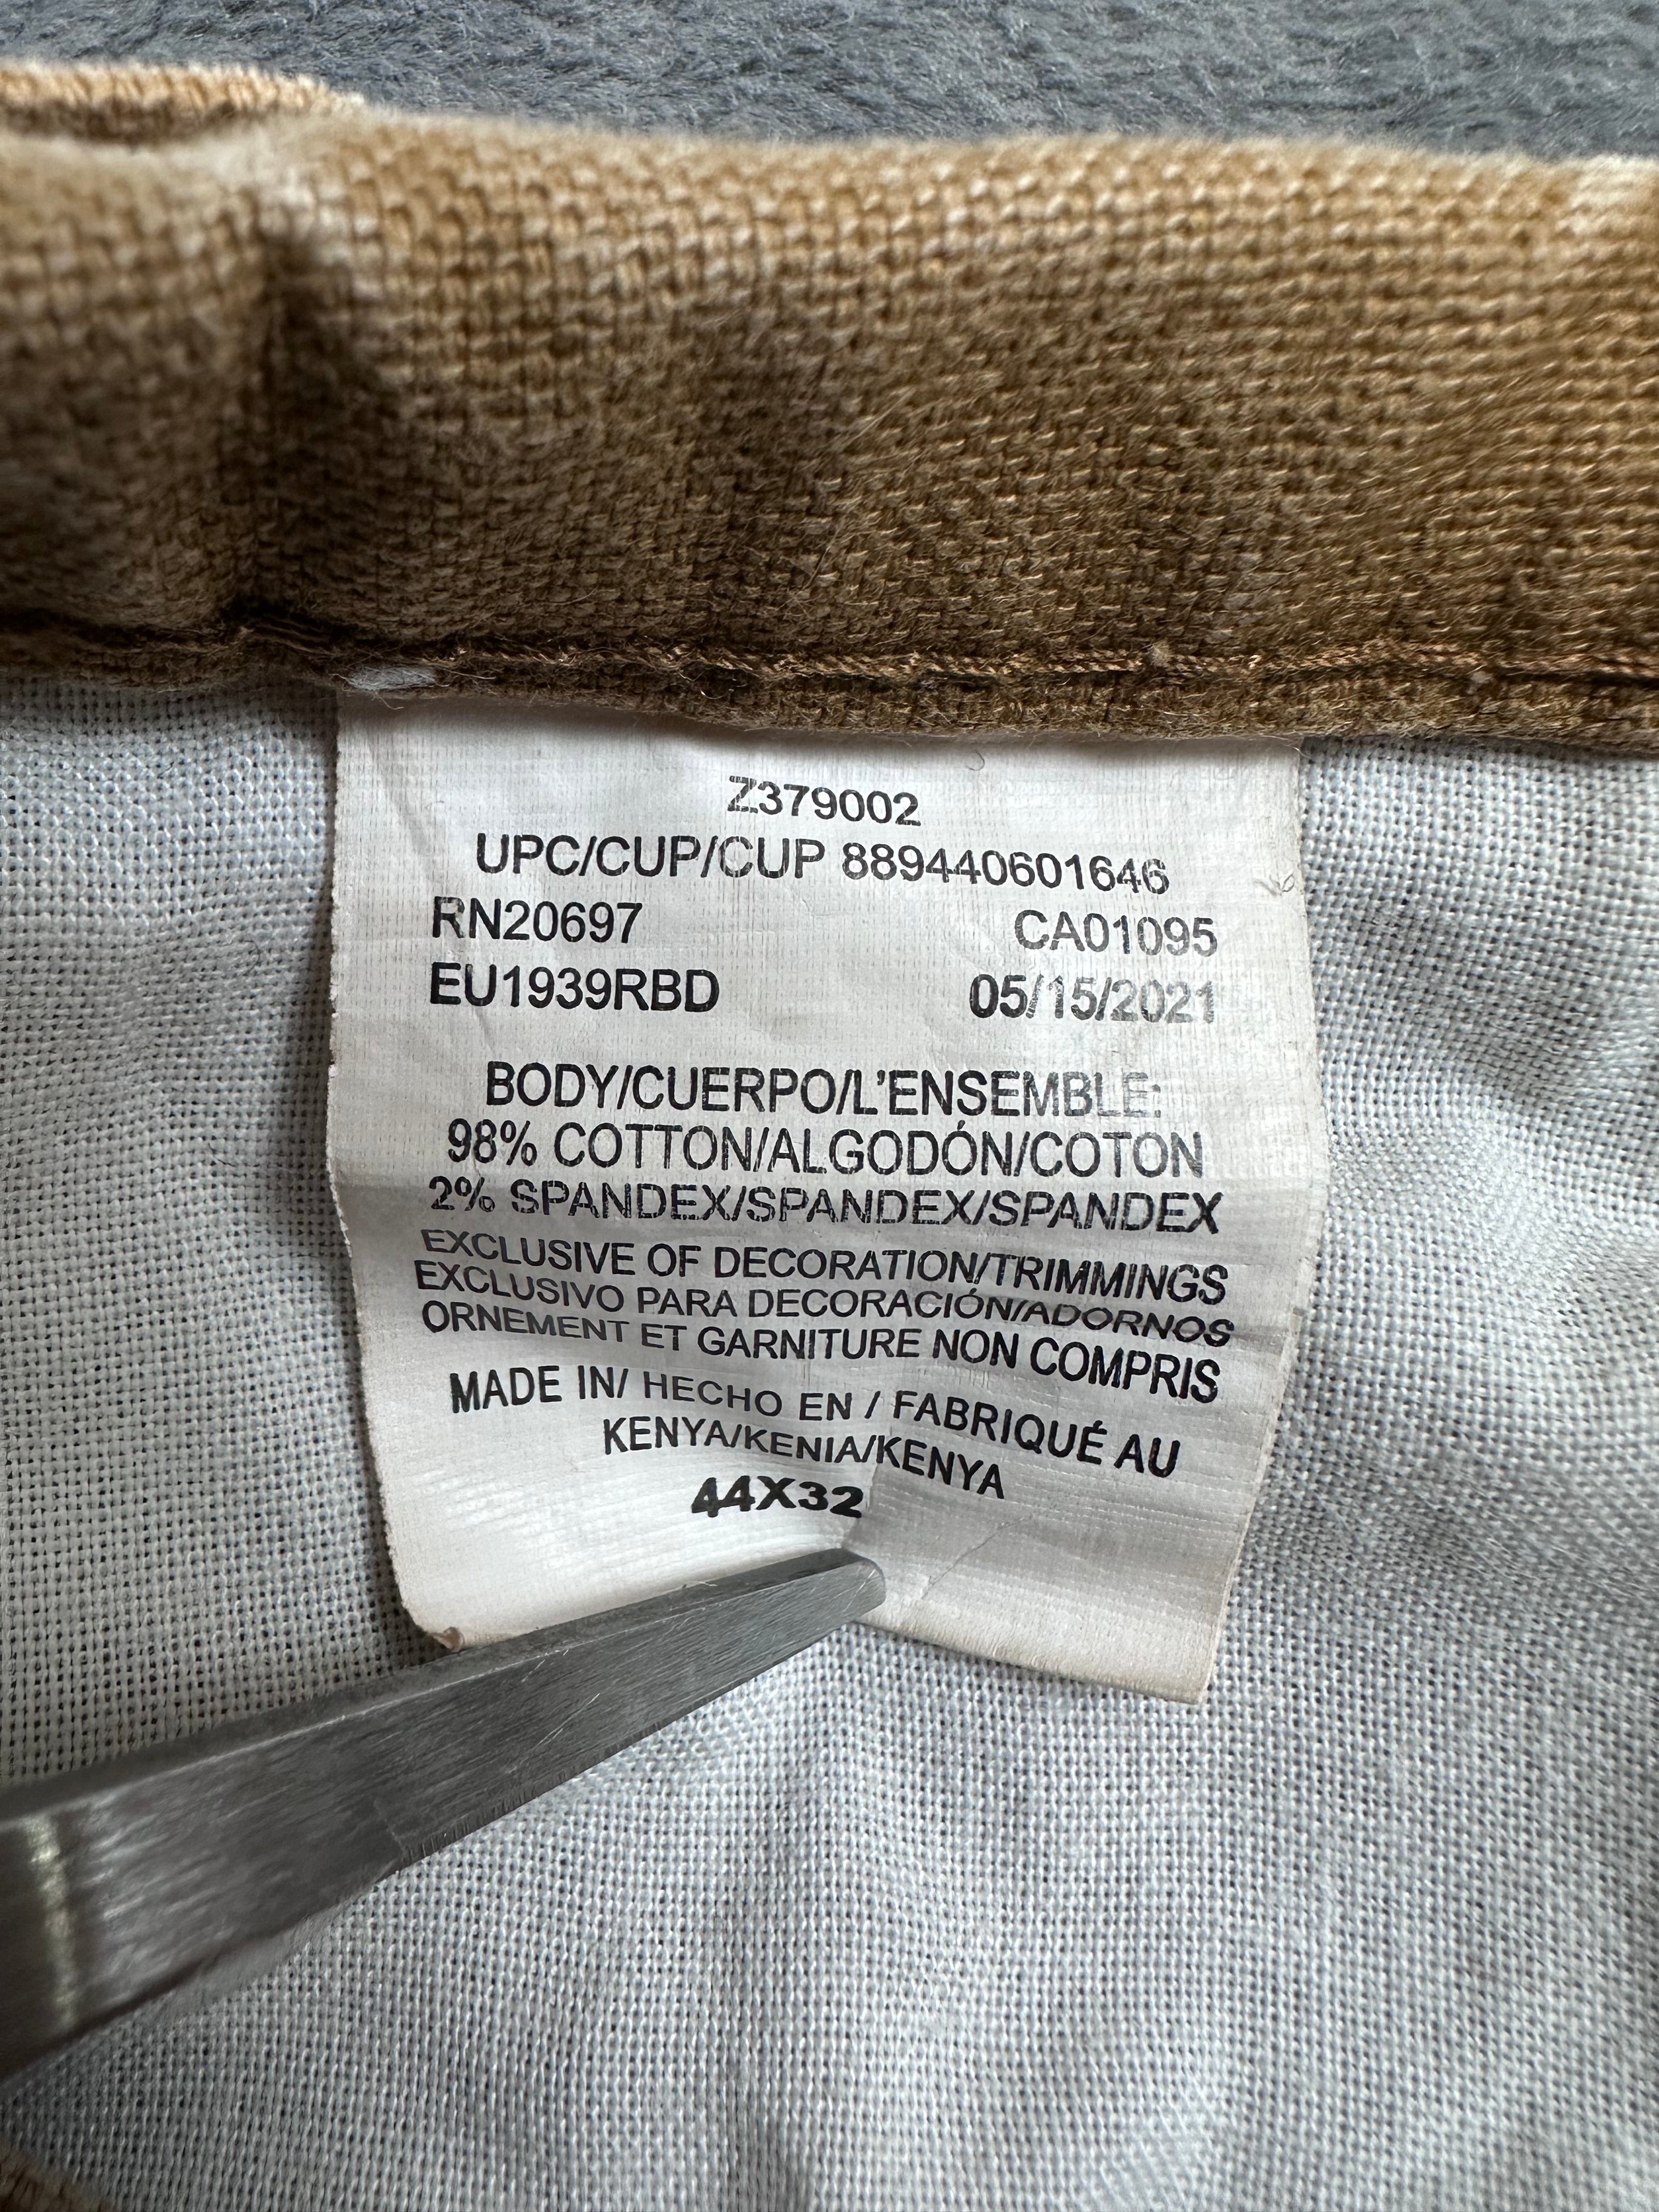 Z379002
UPC/CUP/CUP 889440601646
RN20697 CA01095
EU1939RBD 05/15/2021
BODY/CUERPO/L'ENSEMBLE:
98% COTTON/ALGODÓN/COTON
2% SPANDEX/SPANDEX/SPANDEX
EXCLUSIVE OF DECORATION/TRIMMINGS
EXCLUSIVO PARA DECORACIÓN/ADORNOS
ORNEMENT ET GARNITURE NON COMPRIS
MADE IN/ HECHO EN / FABRIQUÉ AU
KENYA/KENIA/KENYA
44X32